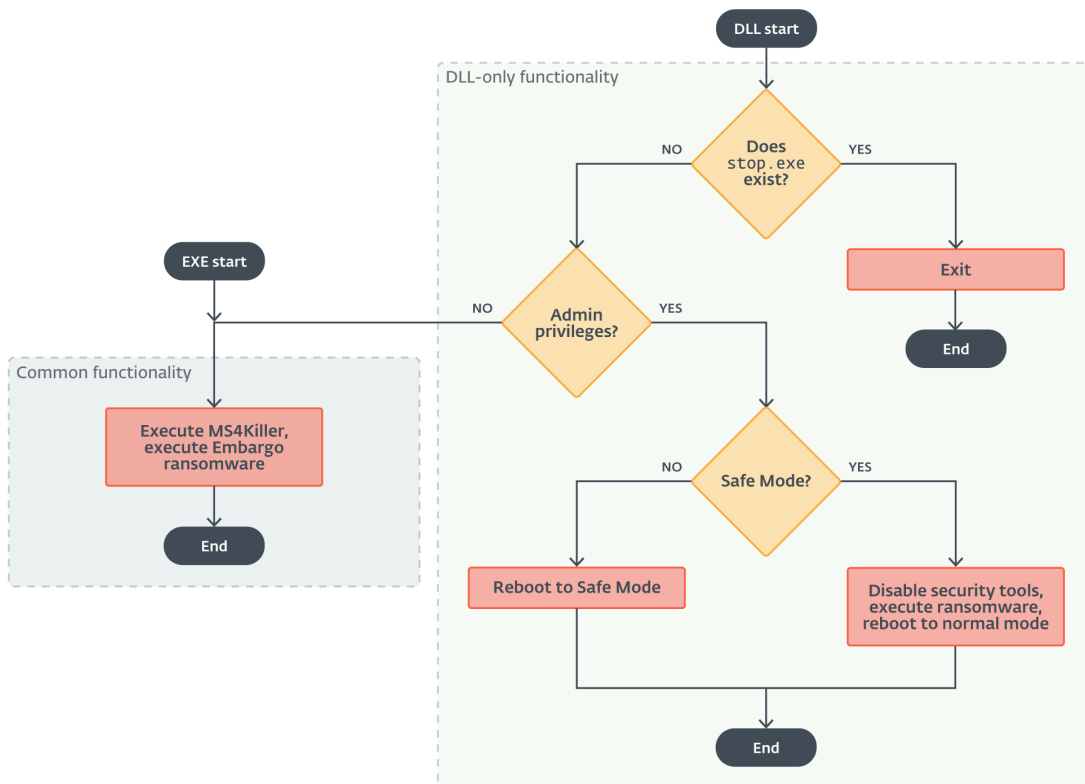 DLL start
DLL-only functionality
Does
stop.exe
exist?
NO
YES
EXE start
Exit
End
Admin
privileges?
NO
YES
Common functionality
Execute MS4Killer,
execute Embargo
ransomware
End
Safe Mode?
NO
YES
Reboot to Safe Mode
Disable security tools,
execute ransomware,
reboot to normal mode
End